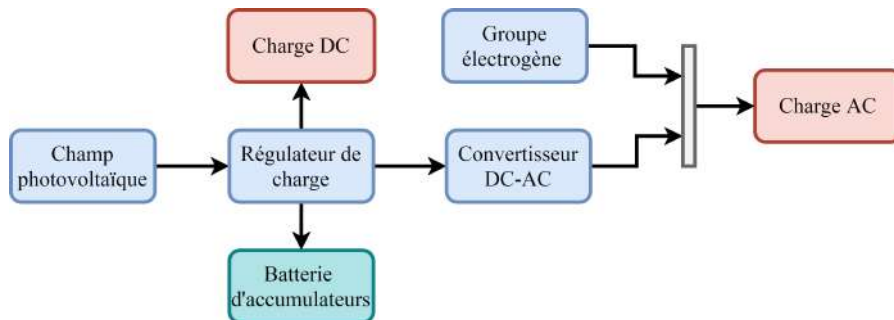 Charge DC
Groupe
électrogène
Charge AC
Champ
photovoltaïque
Régulateur de
charge
Convertisseur
DC-AC
Batterie
d'accumulateurs